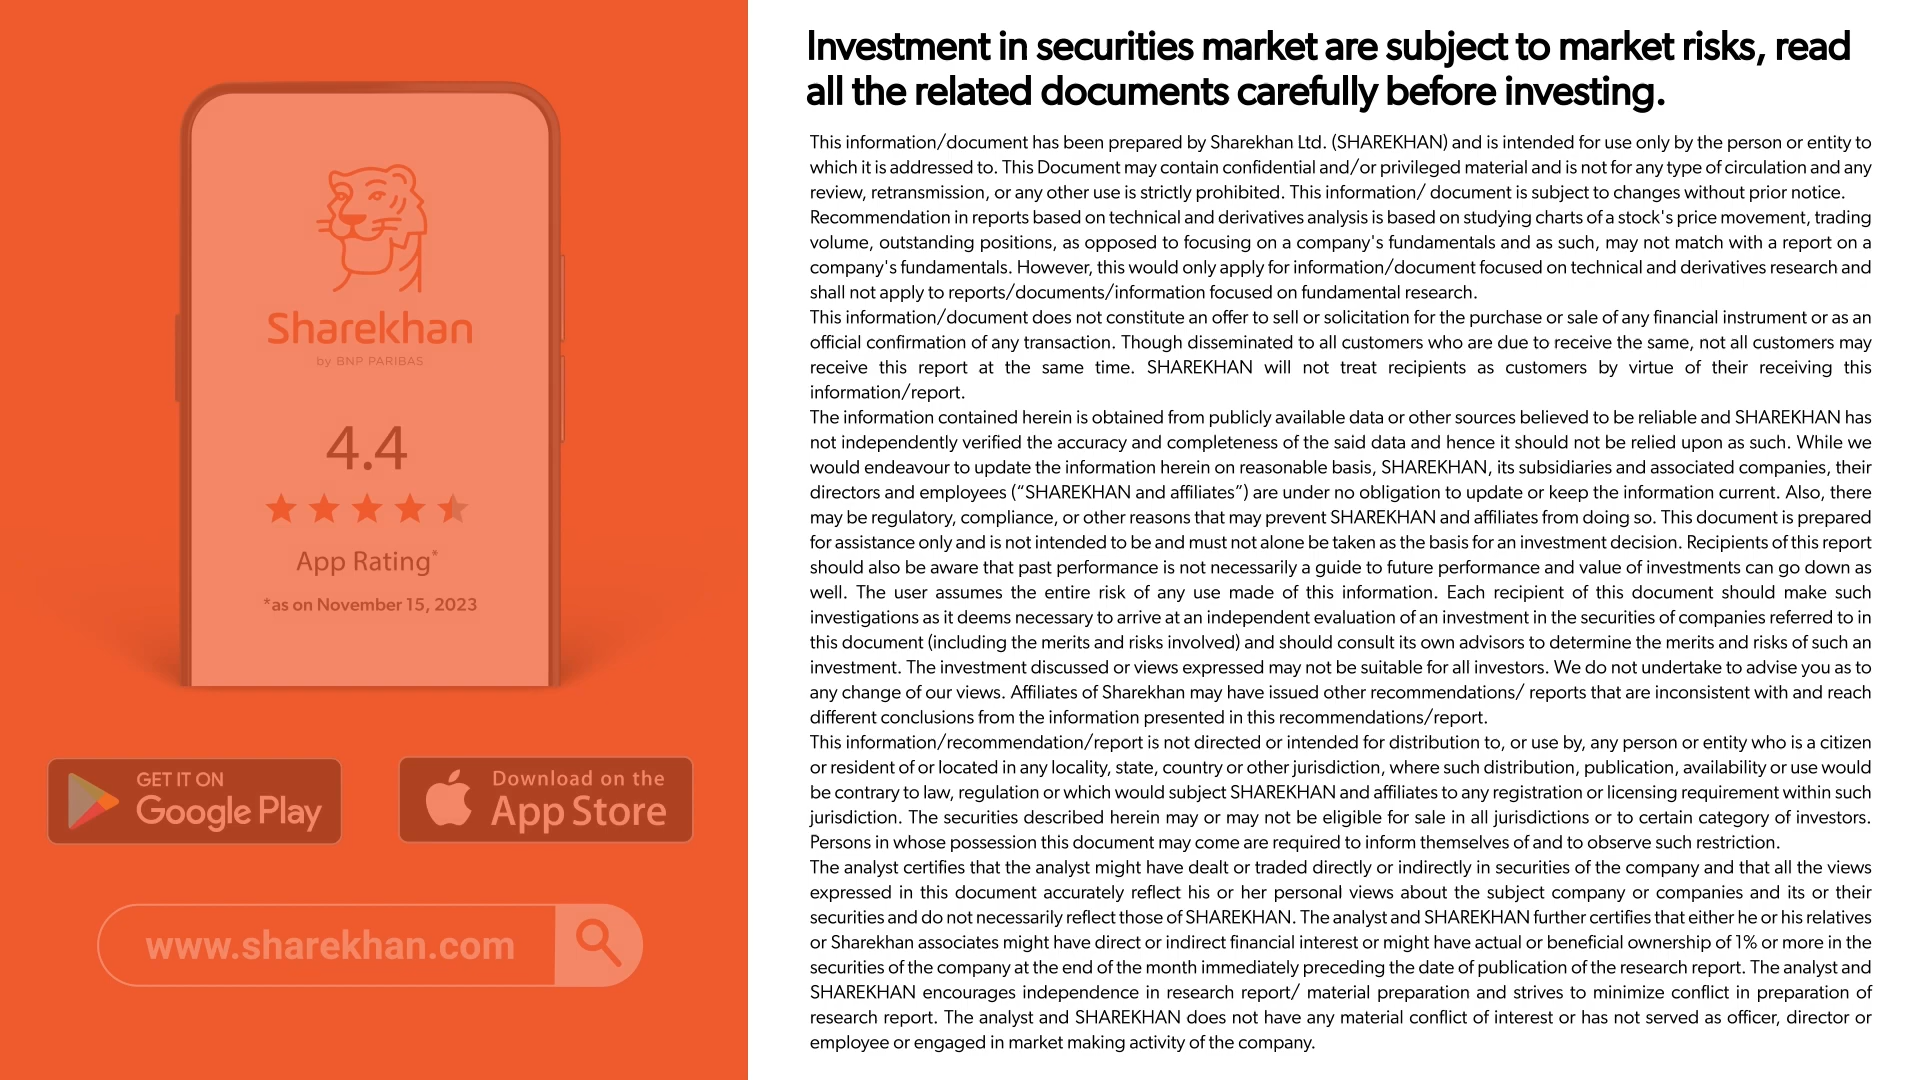 Sharekhan
by BNP PARIBAS
4.4
App Rating*
*as on November 15, 2023
GET IT ON
Google Play
Download on the
App Store
www.sharekhan.com
Investment in securities market are subject to market risks, read
all the related documents carefully before investing.
This information/document has been prepared by Sharekhan Ltd. (SHAREKHAN) and is intended for use only by the person or entity to
which it is addressed to. This Document may contain confidential and/or privileged material and is not for any type of circulation and any
review, retransmission, or any other use is strictly prohibited. This information/ document is subject to changes without prior notice.
Recommendation in reports based on technical and derivatives analysis is based on studying charts of a stock's price movement, trading
volume, outstanding positions, as opposed to focusing on a company's fundamentals and as such, may not match with a report on a
company's fundamentals. However, this would only apply for information/document focused on technical and derivatives research and
shall not apply to reports/documents/information focused on fundamental research.
This information/document does not constitute an offer to sell or solicitation for the purchase or sale of any financial instrument or as an
official confirmation of any transaction. Though disseminated to all customers who are due to receive the same, not all customers may
receive this report at the same time. SHAREKHAN will not treat recipients as customers by virtue of their receiving this
information/report.
The information contained herein is obtained from publicly available data or other sources believed to be reliable and SHAREKHAN has
not independently verified the accuracy and completeness of the said data and hence it should not be relied upon as such. While we
would endeavour to update the information herein on reasonable basis, SHAREKHAN, its subsidiaries and associated companies, their
directors and employees (“SHAREKHAN and affiliates”) are under no obligation to update or keep the information current. Also, there
may be regulatory, compliance, or other reasons that may prevent SHAREKHAN and affiliates from doing so. This document is prepared
for assistance only and is not intended to be and must not alone be taken as the basis for an investment decision. Recipients of this report
should also be aware that past performance is not necessarily a guide to future performance and value of investments can go down as
well. The user assumes the entire risk of any use made of this information. Each recipient of this document should make such
investigations as it deems necessary to arrive at an independent evaluation of an investment in the securities of companies referred to in
this document (including the merits and risks involved) and should consult its own advisors to determine the merits and risks of such an
investment. The investment discussed or views expressed may not be suitable for all investors. We do not undertake to advise you as to
any change of our views. Affiliates of Sharekhan may have issued other recommendations/ reports that are inconsistent with and reach
different conclusions from the information presented in this recommendations/report.
This information/recommendation/report is not directed or intended for distribution to, or use by, any person or entity who is a citizen
or resident of or located in any locality, state, country or other jurisdiction, where such distribution, publication, availability or use would
be contrary to law, regulation or which would subject SHAREKHAN and affiliates to any registration or licensing requirement within such
jurisdiction. The securities described herein may or may not be eligible for sale in all jurisdictions or to certain category of investors.
Persons in whose possession this document may come are required to inform themselves of and to observe such restriction.
The analyst certifies that the analyst might have dealt or traded directly or indirectly in securities of the company and that all the views
expressed in this document accurately reflect his or her personal views about the subject company or companies and its or their
securities and do not necessarily reflect those of SHAREKHAN. The analyst and SHAREKHAN further certifies that either he or his relatives
or Sharekhan associates might have direct or indirect financial interest or might have actual or beneficial ownership of 1% or more in the
securities of the company at the end of the month immediately preceding the date of publication of the research report. The analyst and
SHAREKHAN encourages independence in research report/ material preparation and strives to minimize conflict in preparation of
research report. The analyst and SHAREKHAN does not have any material conflict of interest or has not served as officer, director or
employee or engaged in market making activity of the company.